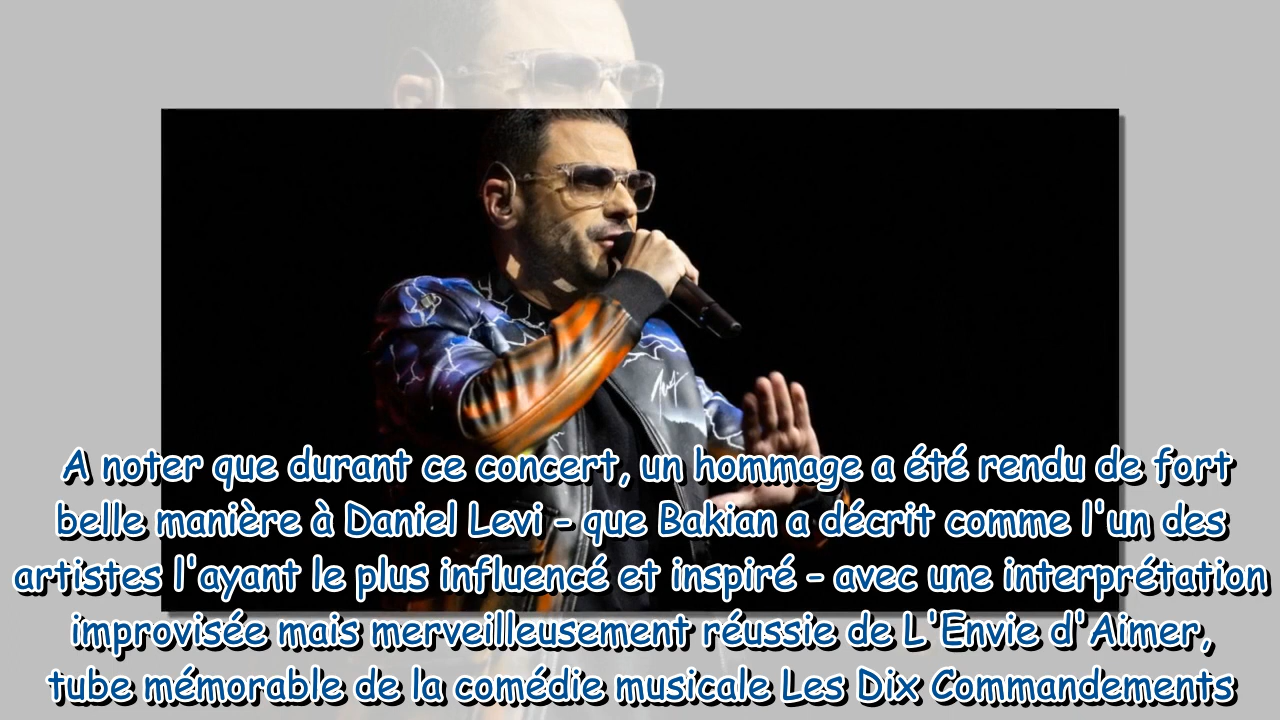 A noter que durant ce concert, un hommage a été rendu de fort
belle manière à Daniel Levi - que Bakian a décrit comme l'un des
artistes l'ayant le plus influencé et inspiré - avec une interprétation
improvisée mais merveilleusement réussie de L'Envie d'Aimer,
tube mémorable de la comédie musicale Les Dix Commandements